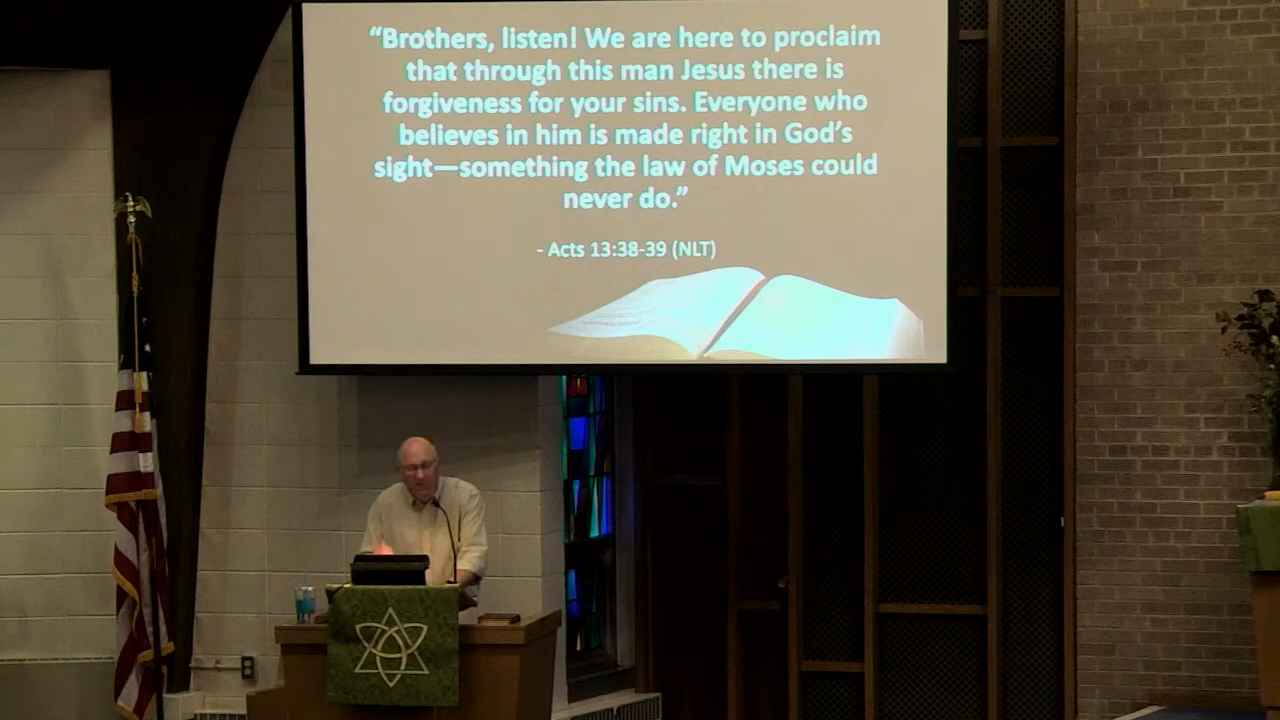 “Brothers, listen! We are here to proclaim
that through this man Jesus there is
forgiveness for your sins. Everyone who
believes in him is made right in God’s
sight—something the law of Moses could
never do.”
- Acts 13:38-39 (NLT)